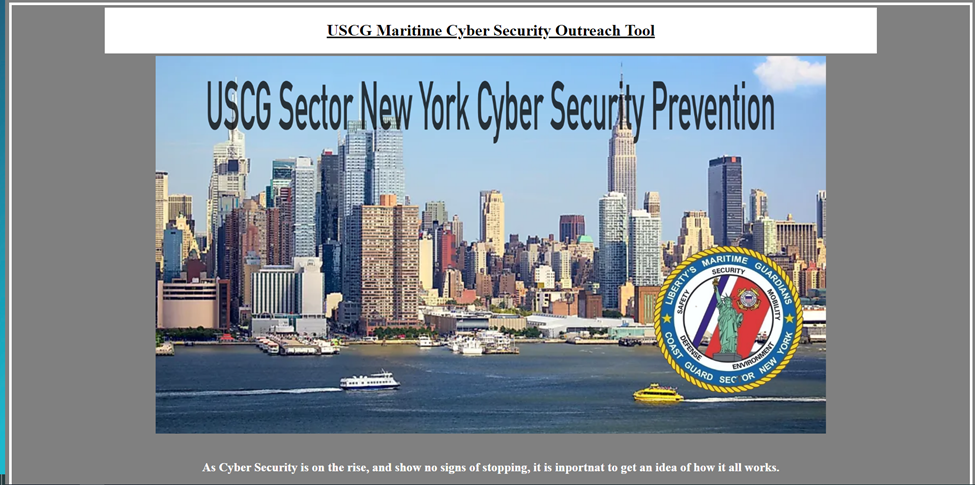 USCG Maritime Cyber Security Outreach Tool
USCG Sector New York Cyber Security Prevention
LIBERTY'S MARITIME GUARDIANS
SECURITY
SAFETY
MOBILITY
DEFENSE
ENVIRONMENT
COAST GUARD SECTOR NEW YORK
As Cyber Security is on the rise, and show no signs of stopping, it is inportnat to get an idea of how it all works.